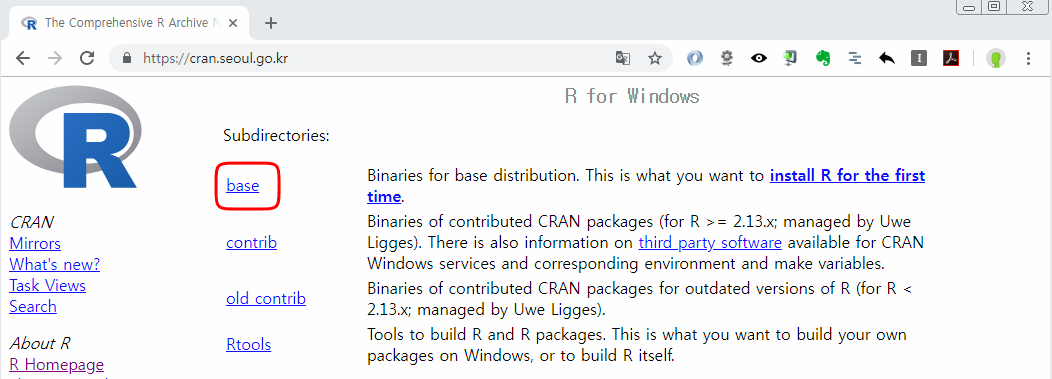 The Comprehensive R Archive N
https://cran.seoul.go.kr
R
R for Windows
Subdirectories:
base
Binaries for base distribution. This is what you want to install R for the first
time.
contrib
Binaries of contributed CRAN packages (for R >= 2.13.x; managed by Uwe
Ligges). There is also information on third party software available for CRAN
Windows services and corresponding environment and make variables.
old contrib
Binaries of contributed CRAN packages for outdated versions of R (for R <
2.13.x; managed by Uwe Ligges).
Rtools
Tools to build R and R packages. This is what you want to build your own
packages on Windows, or to build R itself.
CRAN
Mirrors
What's new?
Task Views
Search
About R
R Homepage